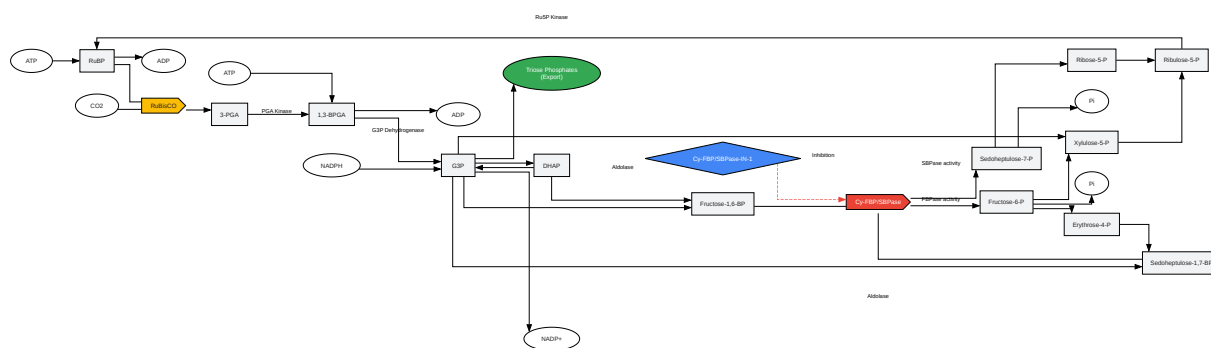 RuSP Kinase
ATP
RuBP
ADP
ATP
Triose Phosphates
(Export)
Ribose-5-P
Ribulose-5-P
CO2
RuBisCO
3-PGA
PGA Kinase
1,3-BPGA
ADP
Pi
G3P Dehydrogenase
Xylulose-5-P
NADPH
G3P
DHAP
Aldolase
Cy-FBP/SBPase-IN-1
Inhibition
SBPase activity
Sedoheptulose-7-P
Pi
Fructose-1,6-BP
Cy-FBP/SBPase
FBPase activity
Fructose-6-P
Erythrose-4-P
Sedoheptulose-1,7-BP
Aldolase
NADP+